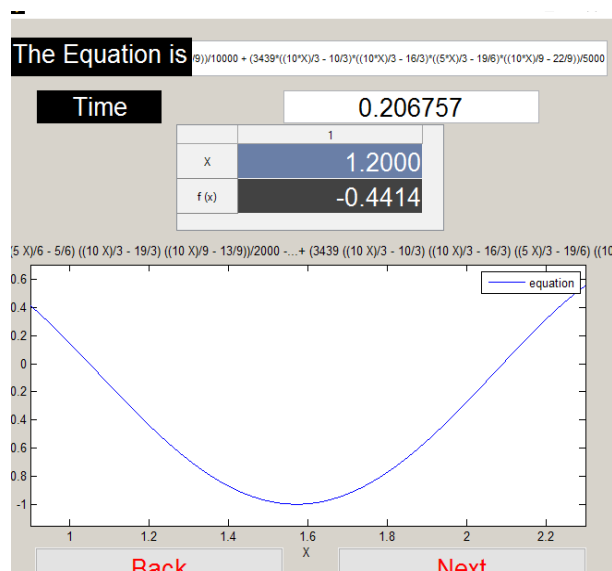 The Equation is /9))/10000 + (3439*((10*X)/3 - 10/3)*((10*X)/3 - 16/3)*((5*X)/3 - 19/6)*((10*X)/9 - 22/9))/5000
Time 0.206757
1
X 1.2000
f (x) -0.4414
(5 X)/6 - 5/6) ((10 X)/3 - 19/3) ((10 X)/9 - 13/9))/2000 -...+ (3439 ((10 X)/3 - 10/3) ((10 X)/3 - 16/3) ((5 X)/3 - 19/6) ((10
equation
0.6
0.4
0.2
0
0.2
0.4
0.6
0.8
-1
1 1.2 1.4 1.6 1.8 2 2.2
X
Back Next